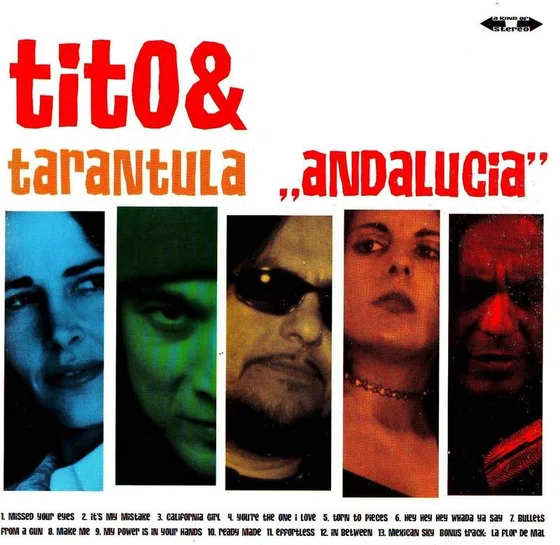 a kind of
stereo
titO&
tarantula „ANDALUCIA”
1. Missed your eyes 2. it's My Mistake 3. California Girl 4. you're the one i Love 5. torn to pieces 6. Hey Hey Hey Whada ya say 7. Bullets
from a Gun 8. Make Me 9. My power is in your Hands 10. ready Made 11. effortless 12. in Between 13. Mexican Sky Bonus track: La flor de Mal